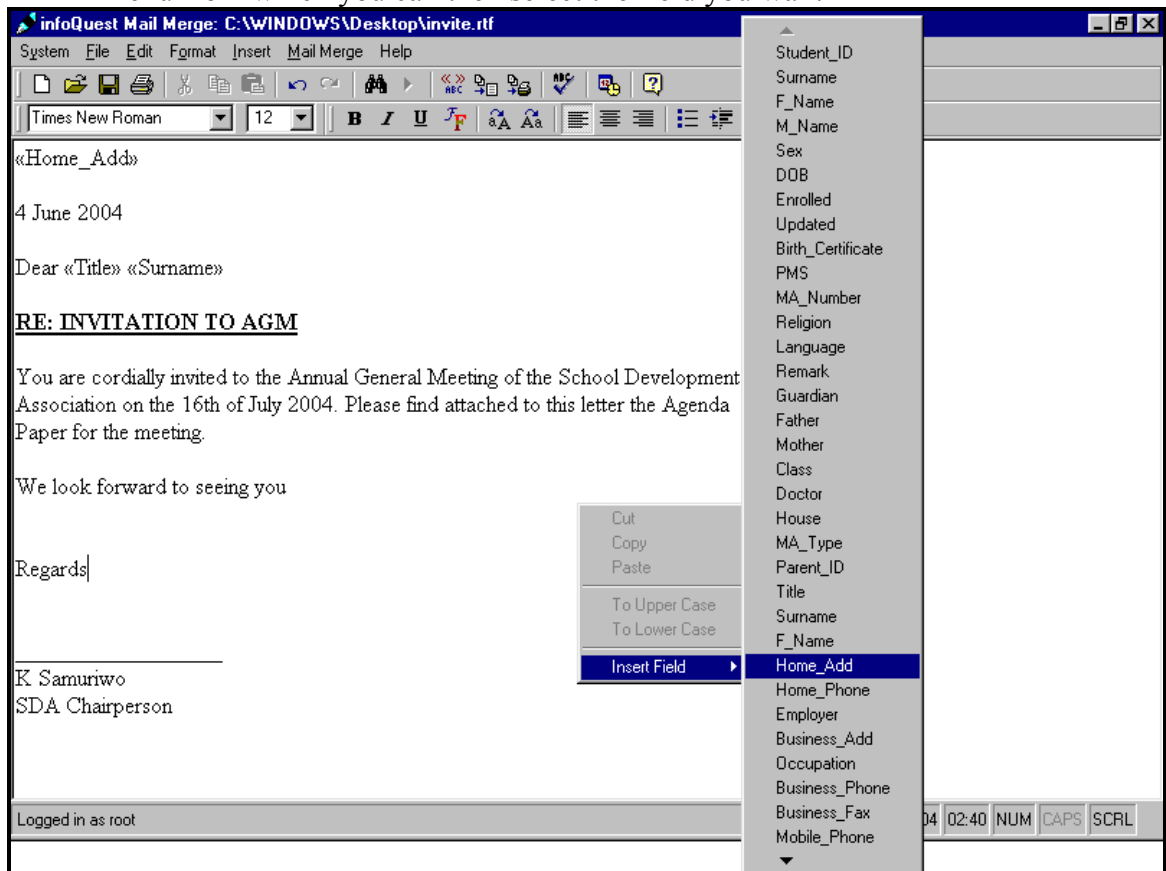 infoQuest Mail Merge: C:\WINDOWS\Desktop\invite.rtf
System File Edit Format Insert Mail Merge Help
Times New Roman 12 B I U
«Home_Add»
4 June 2004
Dear «Title» «Surname»
RE: INVITATION TO AGM
You are cordially invited to the Annual General Meeting of the School Development
Association on the 16th of July 2004. Please find attached to this letter the Agenda
Paper for the meeting.
We look forward to seeing you
Regards
K Samuriwo
SDA Chairperson
Cut
Copy
Paste
To Upper Case
To Lower Case
Insert Field
Student_ID
Surname
F_Name
M_Name
Sex
DOB
Enrolled
Updated
Birth_Certificate
PMS
MA_Number
Religion
Language
Remark
Guardian
Father
Mother
Class
Doctor
House
MA_Type
Parent_ID
Title
Surname
F_Name
Home_Add
Home_Phone
Employer
Business_Add
Occupation
Business_Phone
Business_Fax
Mobile_Phone
Logged in as root 04 02:40 NUM CAPS SCRL